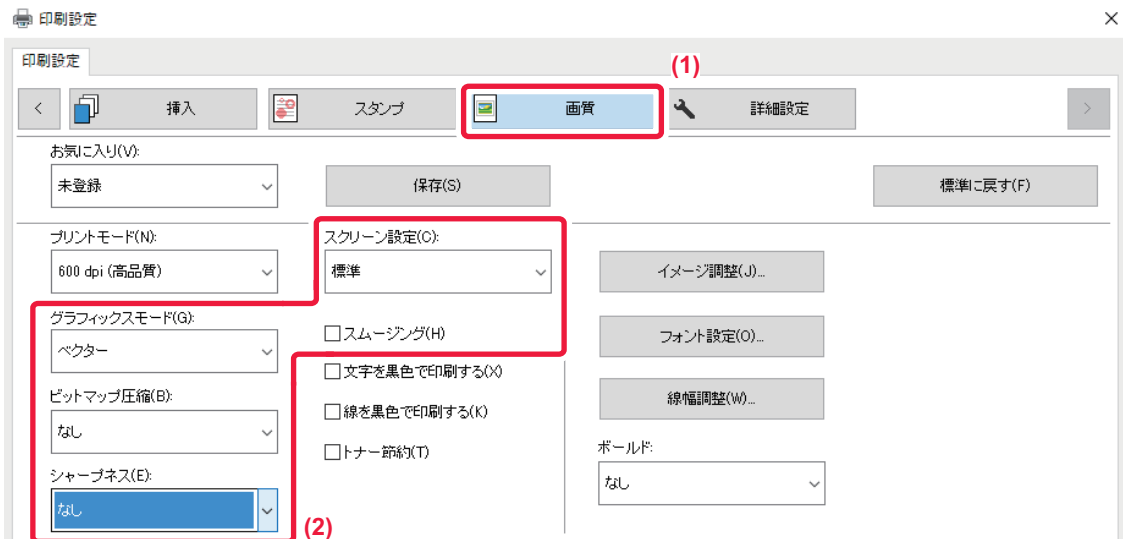 印刷設定
印刷設定
(1)
挿入
スタンプ
画質
詳細設定
お気に入り(V):
未登録
保存(S)
標準に戻す(F)
プリントモード(N):
600 dpi (高品質)
スクリーン設定(C):
標準
イメージ調整(J)...
グラフィックスモード(G):
ベクター
スムージング(H)
フォント設定(O)...
文字を黒色で印刷する(X)
ビットマップ圧縮(B):
なし
線を黒色で印刷する(K)
線幅調整(W)...
トナー節約(T)
ボールド:
なし
シャープネス(E):
なし
(2)